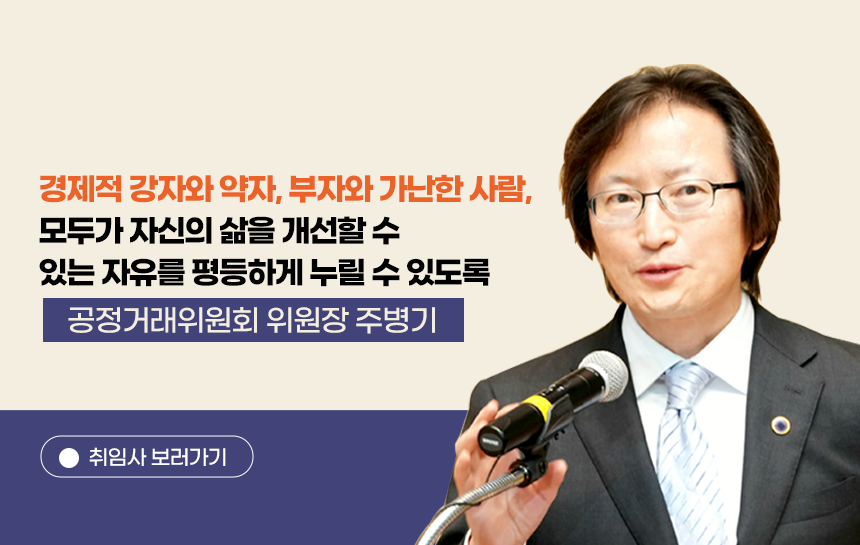 경제적 강자와 약자, 부자와 가난한 사람,
모두가 자신의 삶을 개선할 수
있는 자유를 평등하게 누릴 수 있도록
공정거래위원회 위원장 주병기
취임사 보러가기